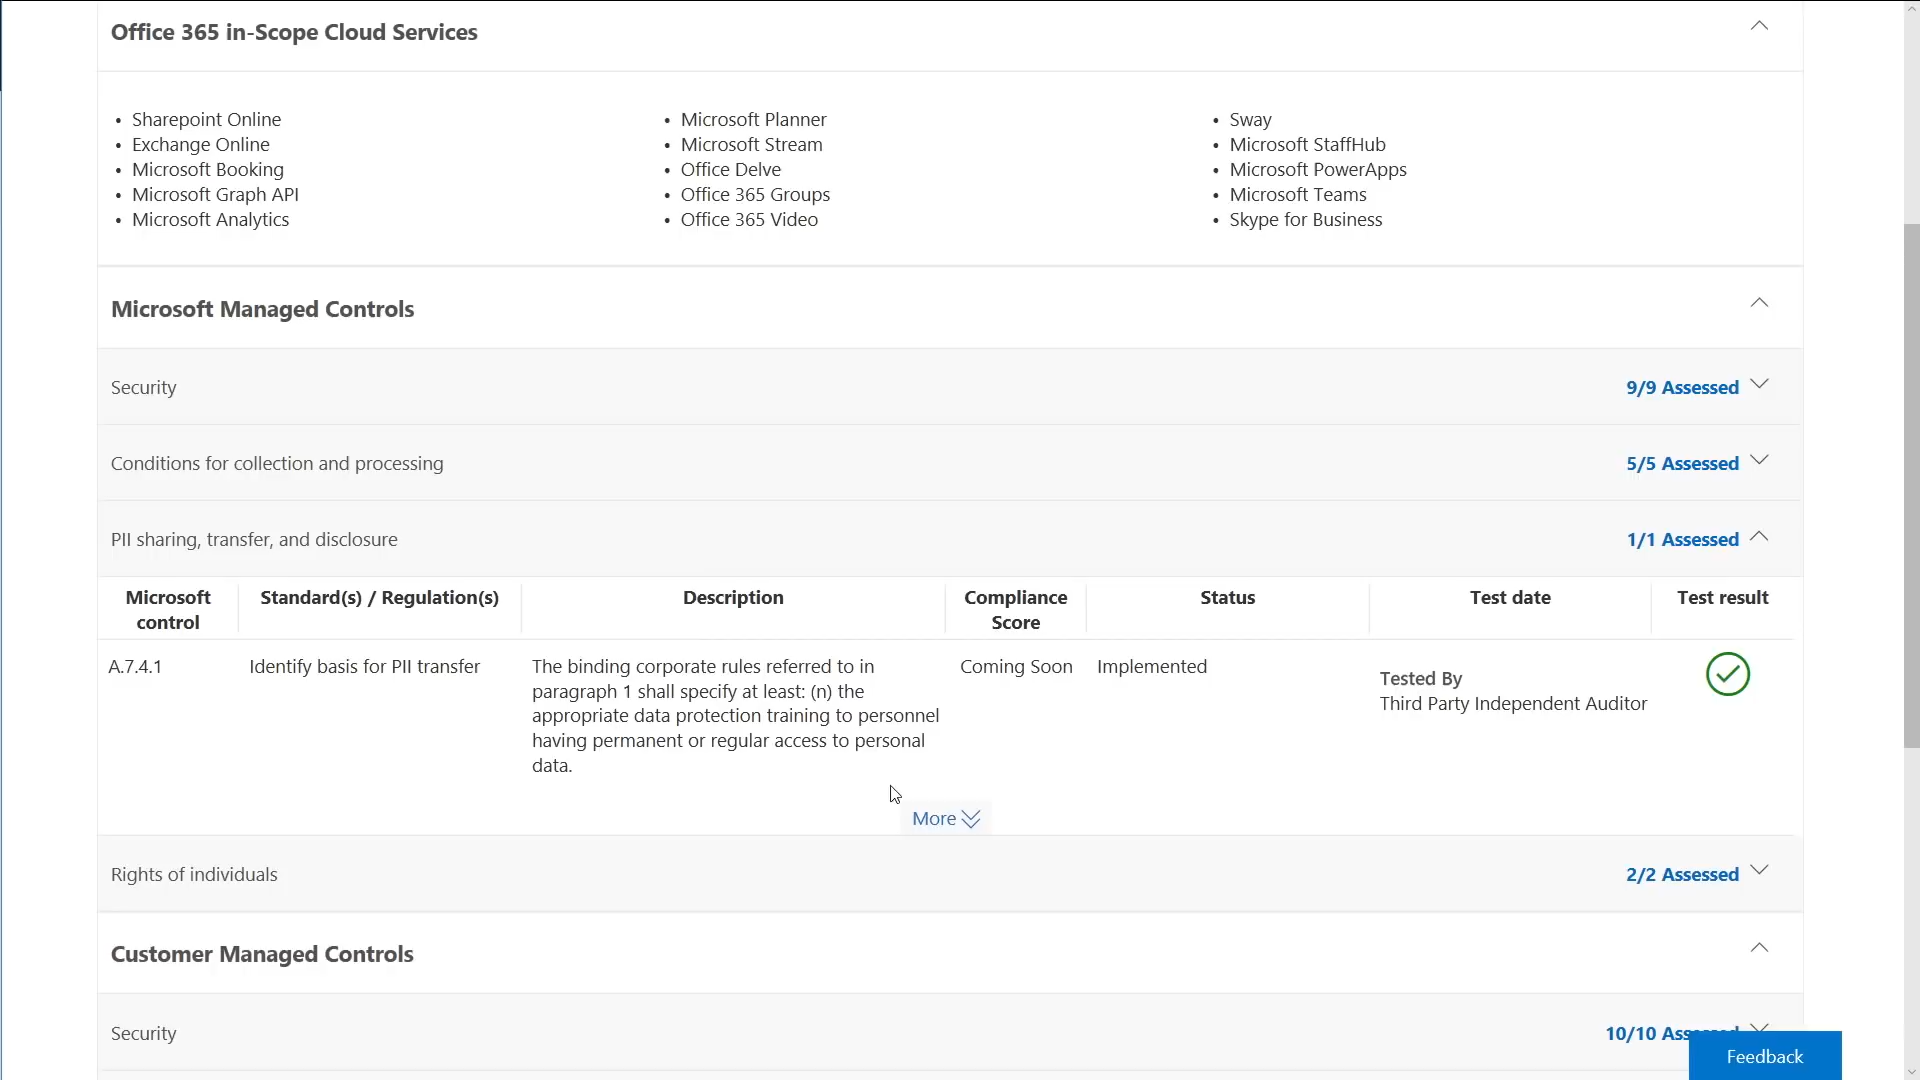 Office 365 in-Scope Cloud Services
• Sharepoint Online
• Exchange Online
• Microsoft Booking
• Microsoft Graph API
• Microsoft Analytics
• Microsoft Planner
• Microsoft Stream
• Office Delve
• Office 365 Groups
• Office 365 Video
• Sway
• Microsoft StaffHub
• Microsoft PowerApps
• Microsoft Teams
• Skype for Business
Microsoft Managed Controls
Security 9/9 Assessed
Conditions for collection and processing 5/5 Assessed
PII sharing, transfer, and disclosure 1/1 Assessed
Microsoft
control
Standard(s) / Regulation(s)
Description
Compliance
Score
Status
Test date
Test result
A.7.4.1
Identify basis for PII transfer
The binding corporate rules referred to in
paragraph 1 shall specify at least: (n) the
appropriate data protection training to personnel
having permanent or regular access to personal
data.
Coming Soon
Implemented
Tested By
Third Party Independent Auditor
More
Rights of individuals 2/2 Assessed
Customer Managed Controls
Security 10/10
Feedback